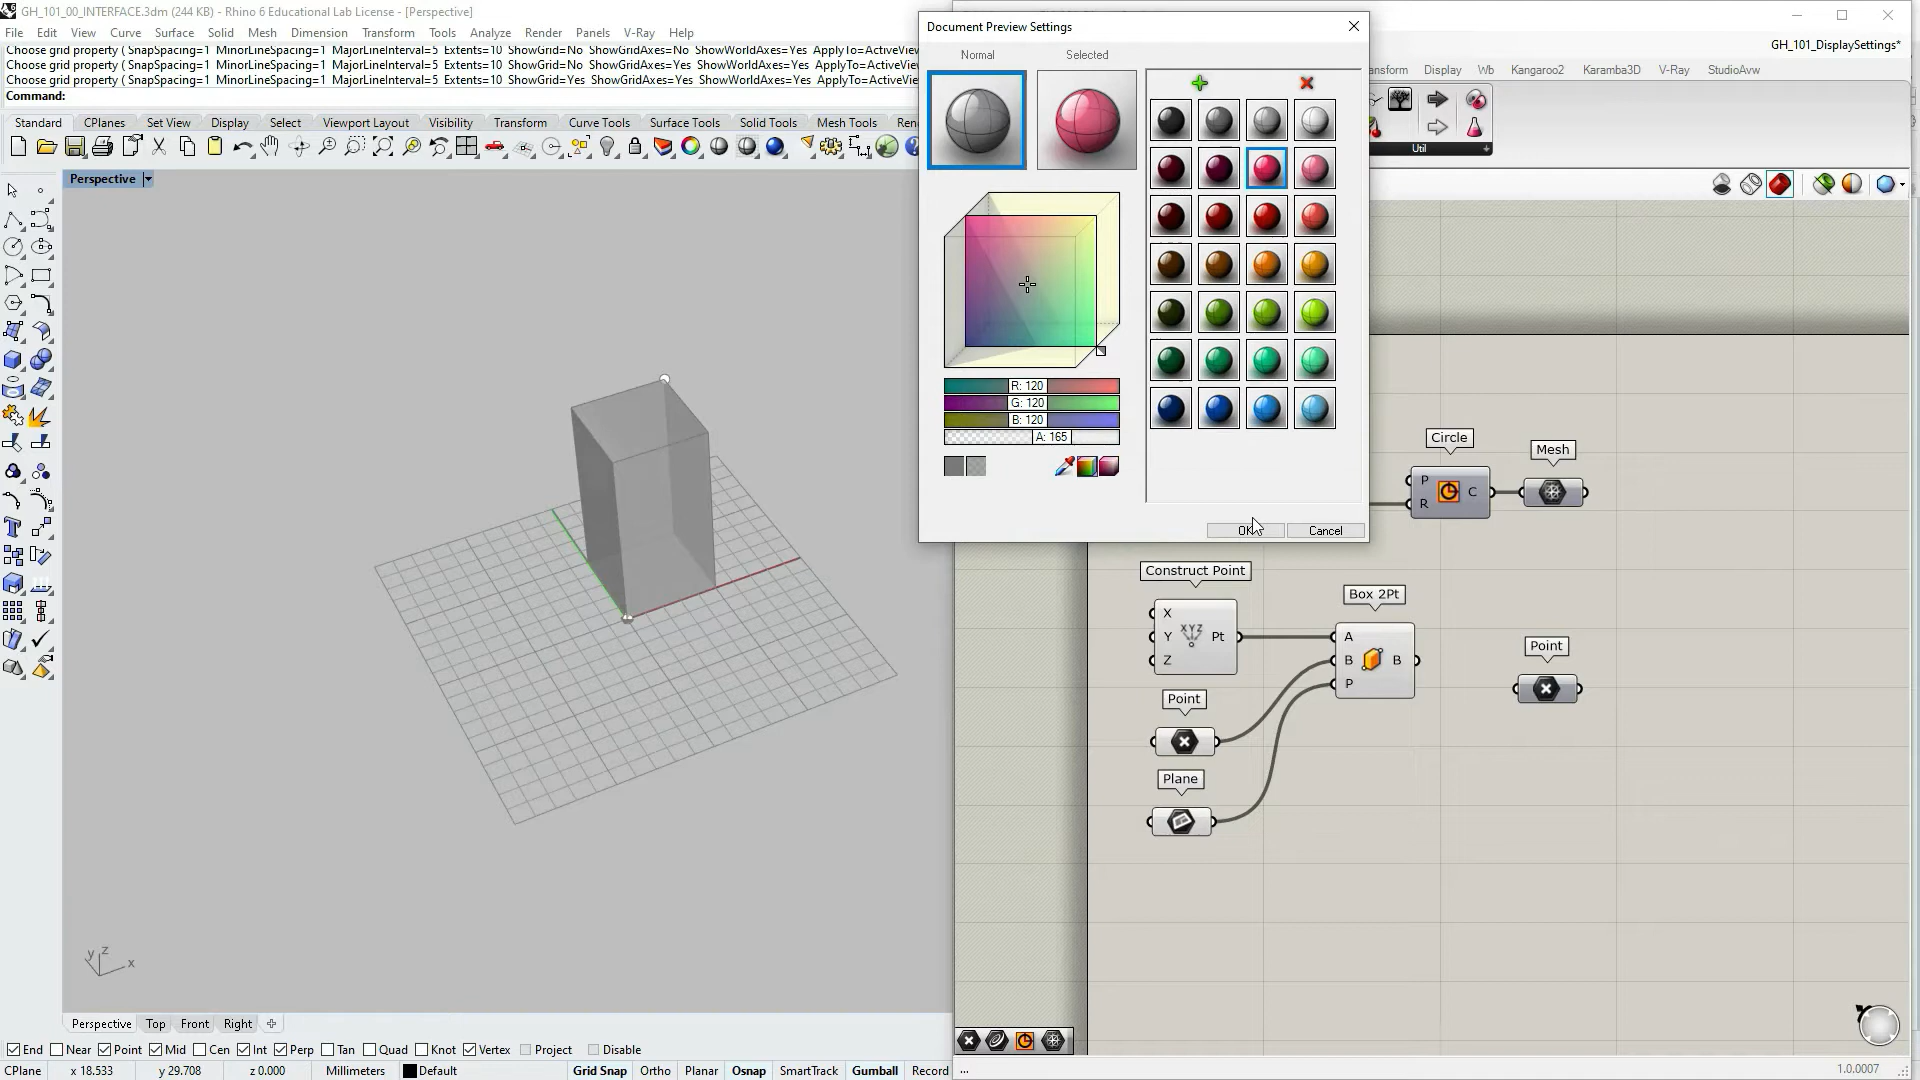 GH_101_00_INTERFACE.3dm (244 KB) - Rhino 6 Educational Lab License - [Perspective]
File Edit View Curve Surface Solid Mesh Dimension Transform Tools Analyze Render Panels V-Ray Help
Choose grid property ( SnapSpacing=1 MinorLineSpacing=1 MajorLineInterval=5 Extents=10 ShowGrid=No ShowGridAxes=No ShowWorldAxes=Yes ApplyTo=ActiveView
Choose grid property ( SnapSpacing=1 MinorLineSpacing=1 MajorLineInterval=5 Extents=10 ShowGrid=No ShowGridAxes=Yes ShowWorldAxes=Yes ApplyTo=ActiveVie
Choose grid property ( SnapSpacing=1 MinorLineSpacing=1 MajorLineInterval=5 Extents=10 ShowGrid=Yes ShowGridAxes=Yes ShowWorldAxes=Yes ApplyTo=ActiveVi
Command:
Standard CPlanes Set View Display Select Viewport Layout Visibility Transform Curve Tools Surface Tools Solid Tools Mesh Tools Ren
Perspective
z
y
x
Perspective Top Front Right
End Near Point Mid Cen Int Perp Tan Quad Knot Vertex Project Disable
CPlane x 18.533 y 29.708 z 0.000 Millimeters Default Grid Snap Ortho Planar Osnap SmartTrack Gumball Record
Document Preview Settings
Normal Selected
R: 120
G: 120
B: 120
A: 165
OK Cancel
GH_101_DisplaySettings*
ansform Display Wb Kangaroo2 Karamba3D V-Ray StudioAvw
Util
Circle
P
R
C
Mesh
Construct Point
X
Y
Z
XYZ
Pt
Box 2Pt
A
B
P
B
Point
Point
Plane
...
1.0.0007